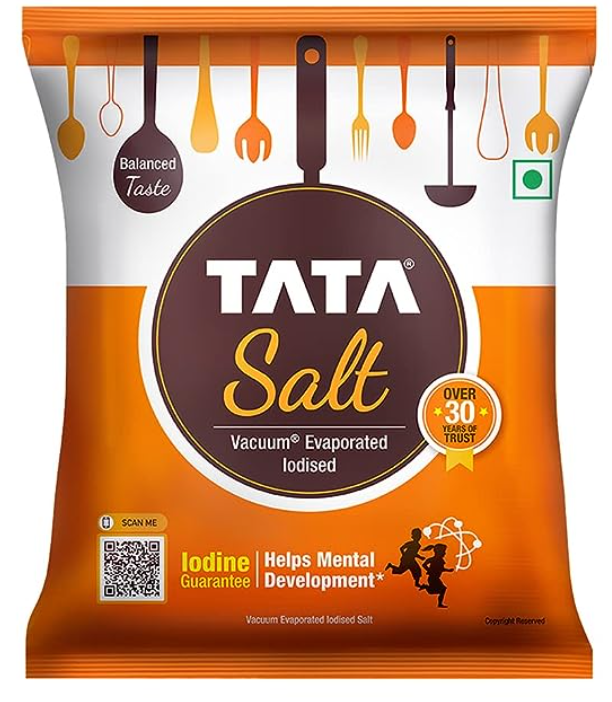 Balanced
Taste
TATA®
Salt
Vacuum® Evaporated
Iodised
OVER
30
YEARS OF
TRUST
SCAN ME
Iodine
Guarantee
Helps Mental
Development*
Vacuum Evaporated Iodised Salt
Copyright Reserved